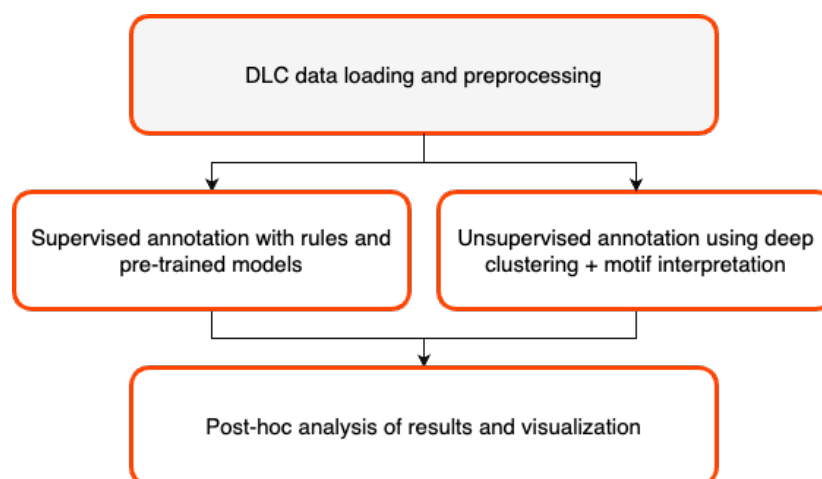 DLC data loading and preprocessing
Supervised annotation with rules and
pre-trained models
Unsupervised annotation using deep
clustering + motif interpretation
Post-hoc analysis of results and visualization